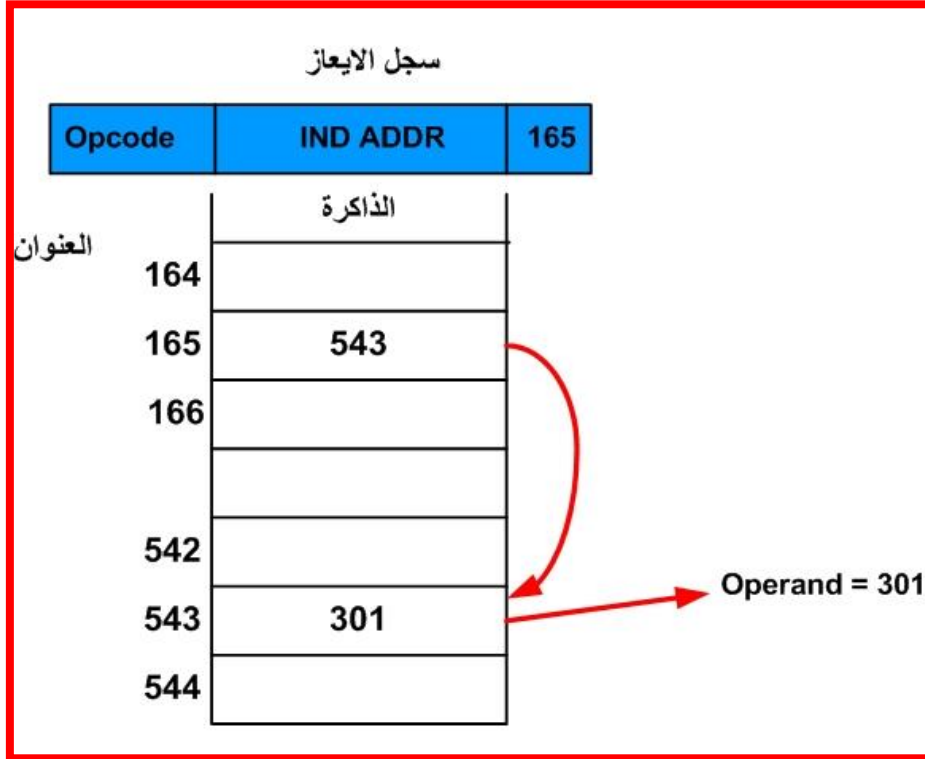 سجل الايعاز
Opcode IND ADDR 165
الذاكرة
العنوان
164
165 543
166
542
543 301
Operand = 301
544